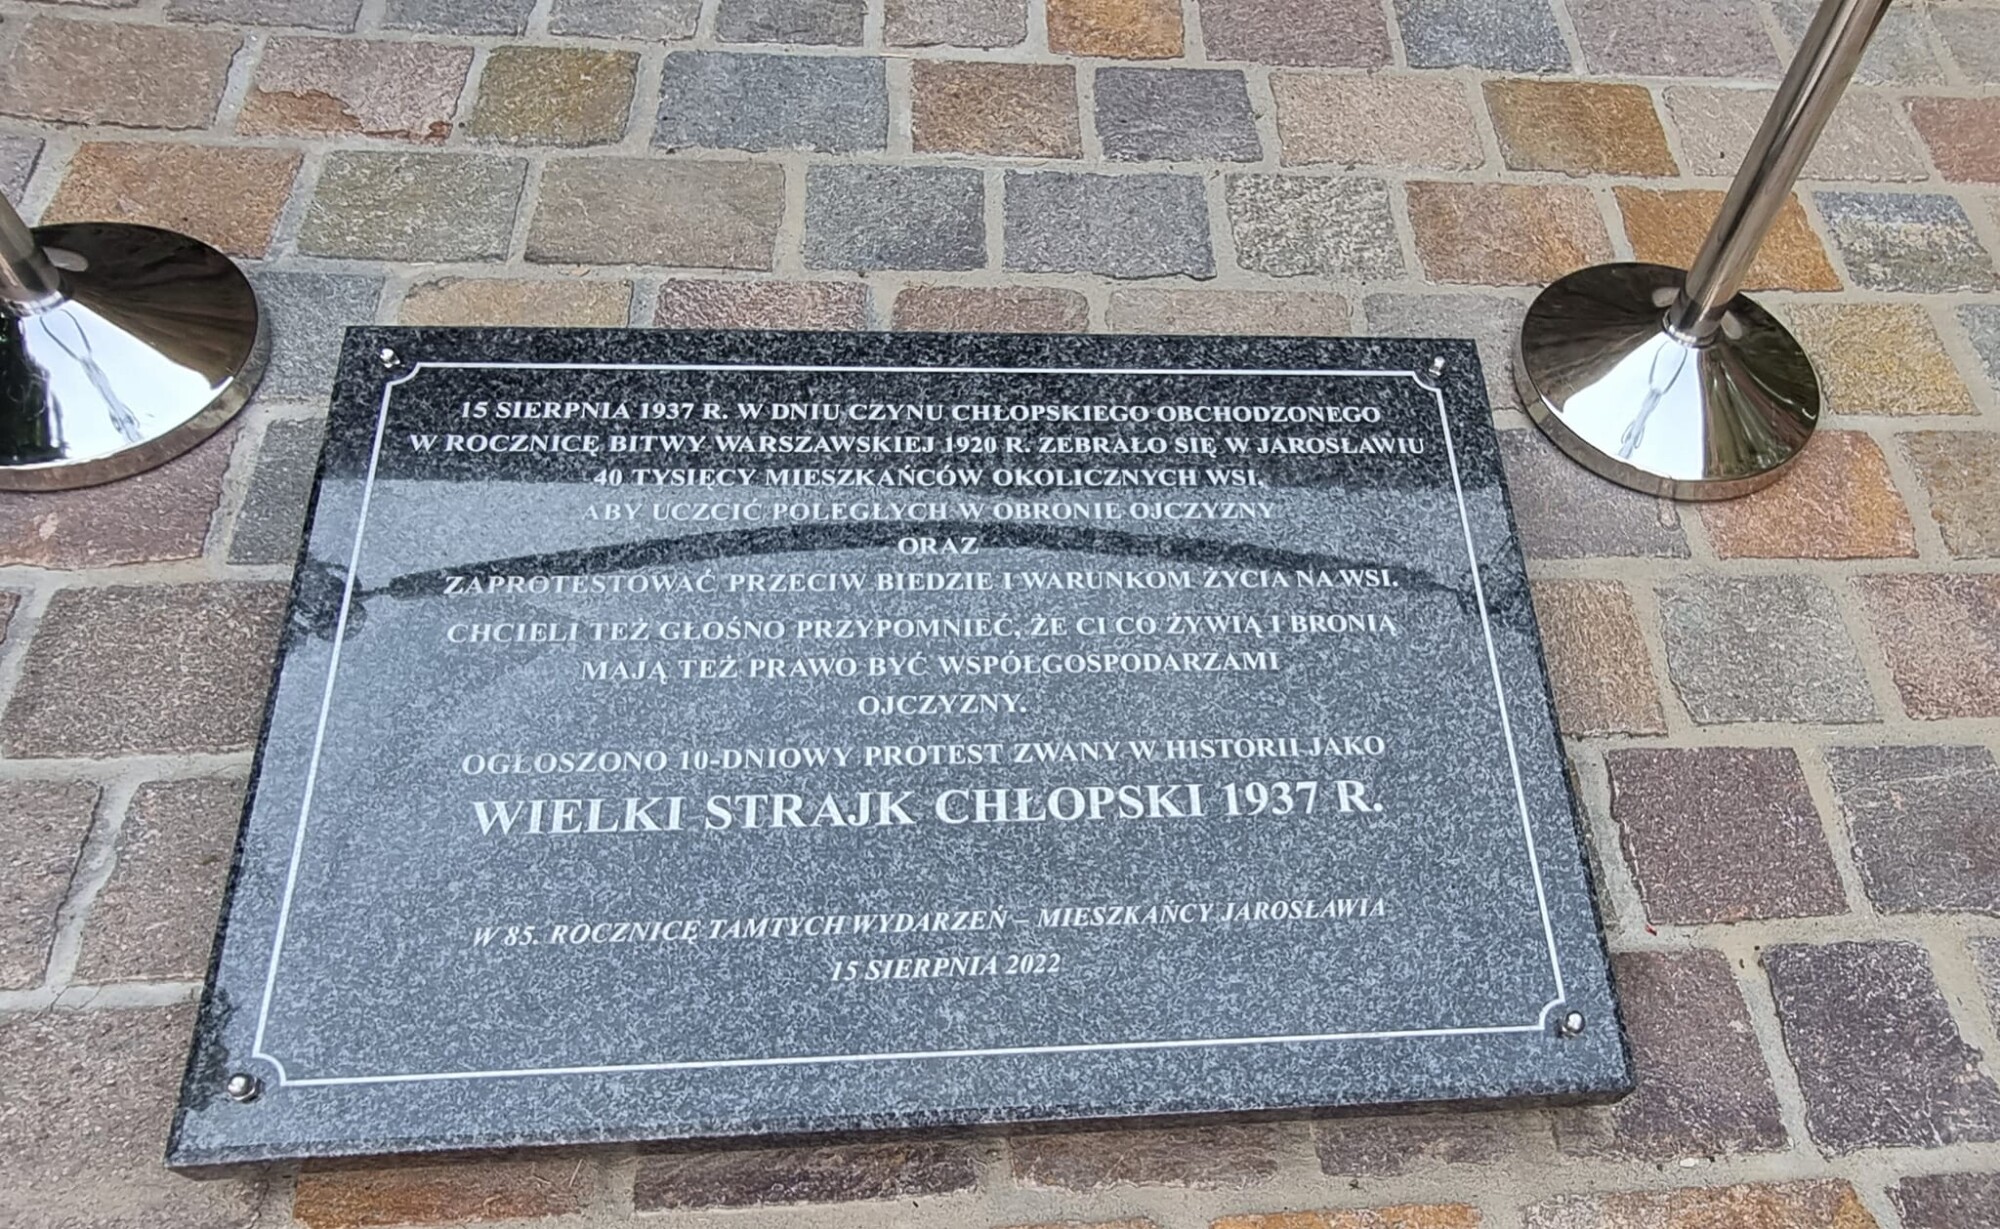 15 SIERPNIA 1937 R. W DNIU CZYNU CHŁOPSKIEGO OBCHODZONEGO
W ROCZNICĘ BITWY WARSZAWSKIEJ 1920 R. ZEBRAŁO SIĘ W JAROSŁAWIU
40 TYSIĘCY MIESZKAŃCÓW OKOLICZNYCH WSI,
ABY UCZCIĆ POLEGŁYCH W OBRONIE OJCZYZNY
ORAZ
ZAPROTESTOWAĆ PRZECIW BIEDZIE I WARUNKOM ŻYCIA NA WSI.
CHCIELI TEŻ GŁOŚNO PRZYPOMNIEĆ, ŻE CI CO ŻYWIĄ I BRONIĄ
MAJĄ TEŻ PRAWO BYĆ WSPÓŁGOSPODARZAMI
OJCZYZNY.
OGŁOSZONO 10-DNIOWY PROTEST ZWANY W HISTORII JAKO
WIELKI STRAJK CHŁOPSKI 1937 R.
W 85. ROCZNICĘ TAMTYCH WYDARZEŃ – MIESZKAŃCY JAROSŁAWIA
15 SIERPNIA 2022